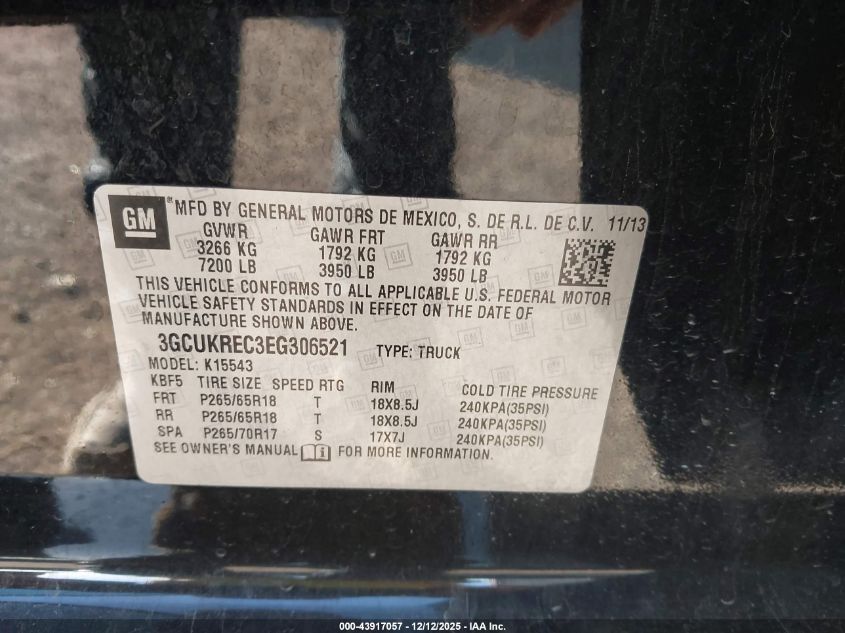 GM ® MFD BY GENERAL MOTORS DE MEXICO, S. DE R.L. DE C.V. 11/13
GVWR GAWR FRT GAWR RR
3266 KG 1792 KG 1792 KG
7200 LB 3950 LB 3950 LB
THIS VEHICLE CONFORMS TO ALL APPLICABLE U.S. FEDERAL MOTOR
VEHICLE SAFETY STANDARDS IN EFFECT ON THE DATE OF
MANUFACTURE SHOWN ABOVE.
3GCUKREC3EG306521 TYPE: TRUCK
MODEL: K15543
KBF5 TIRE SIZE SPEED RTG RIM COLD TIRE PRESSURE
FRT P265/65R18 T 18X8.5J 240KPA(35PSI)
RR P265/65R18 T 18X8.5J 240KPA(35PSI)
SPA P265/70R17 S 17X7J 240KPA(35PSI)
SEE OWNER'S MANUAL FOR MORE INFORMATION.
000-43917057 - 12/12/2025 - IAA Inc.